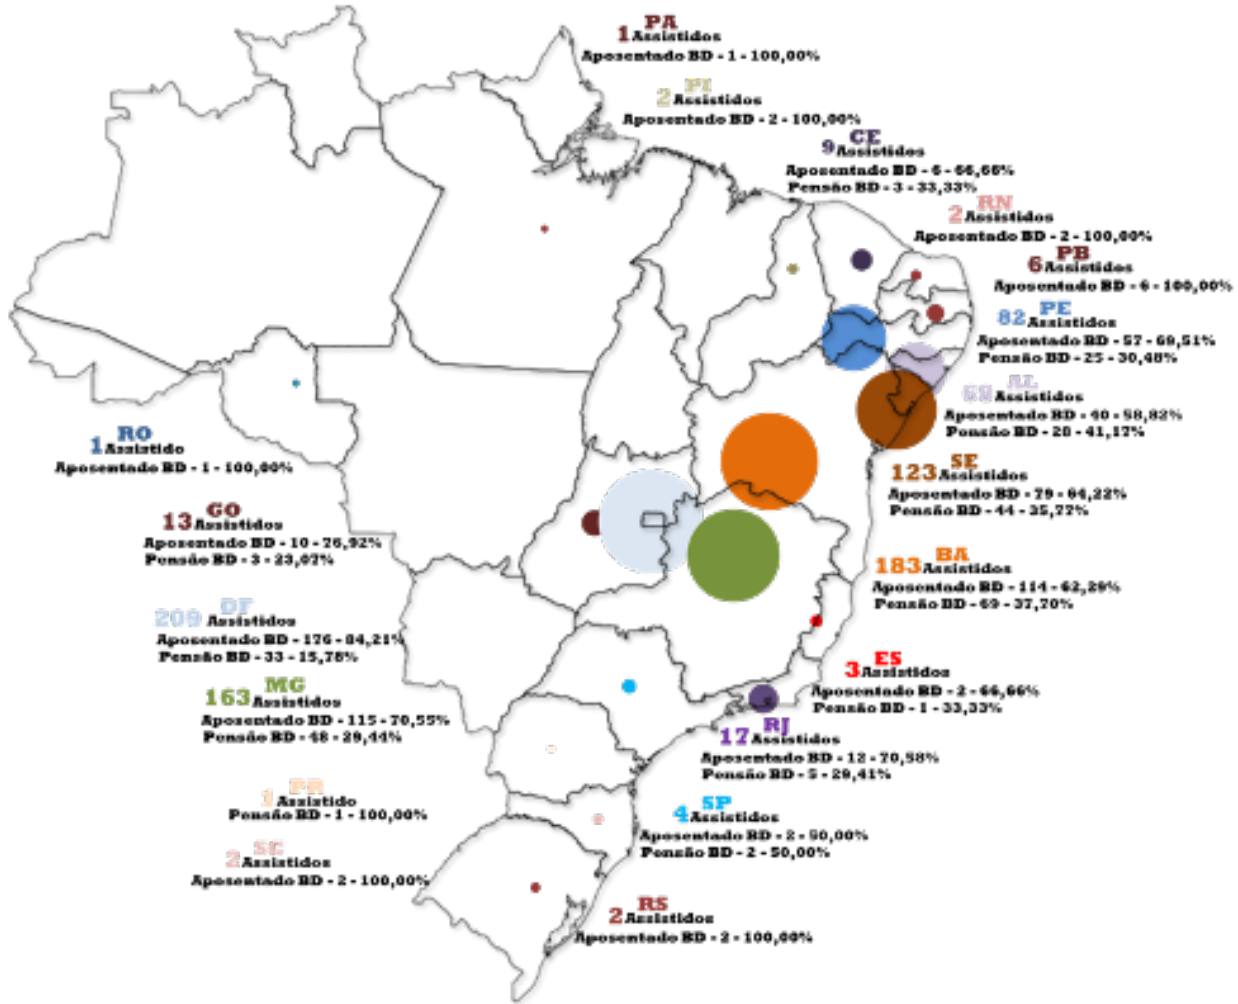 PA
1 Assistidos
Aposentado BD - 1 - 100,00%
PI
2 Assistidos
Aposentado BD - 2 - 100,00%
CE
9 Assistidos
Aposentado BD - 6 - 66,66%
Pensão BD - 3 - 33,33%
RN
2 Assistidos
Aposentado BD - 2 - 100,00%
PB
6 Assistidos
Aposentado BD - 6 - 100,00%
PE
82 Assistidos
Aposentado BD - 57 - 69,51%
Pensão BD - 25 - 30,48%
AL
Assistidos
Aposentado BD - 40 - 58,82%
Pensão BD - 28 - 41,17%
SE
123 Assistidos
Aposentado BD - 79 - 64,22%
Pensão BD - 44 - 35,77%
BA
183 Assistidos
Aposentado BD - 114 - 62,29%
Pensão BD - 69 - 37,70%
ES
3 Assistidos
Aposentado BD - 2 - 66,66%
Pensão BD - 1 - 33,33%
RJ
17 Assistidos
Aposentado BD - 12 - 70,58%
Pensão BD - 5 - 29,41%
SP
4 Assistidos
Aposentado BD - 2 - 50,00%
Pensão BD - 2 - 50,00%
RS
2 Assistidos
Aposentado BD - 2 - 100,00%
RO
1 Assistido
Aposentado BD - 1 - 100,00%
GO
13 Assistidos
Aposentado BD - 10 - 76,92%
Pensão BD - 3 - 23,07%
DF
209 Assistidos
Aposentado BD - 176 - 84,21%
Pensão BD - 33 - 15,78%
MG
163 Assistidos
Aposentado BD - 115 - 70,55%
Pensão BD - 48 - 29,44%
PR
1 Assistido
Pensão BD - 1 - 100,00%
SC
2 Assistidos
Aposentado BD - 2 - 100,00%